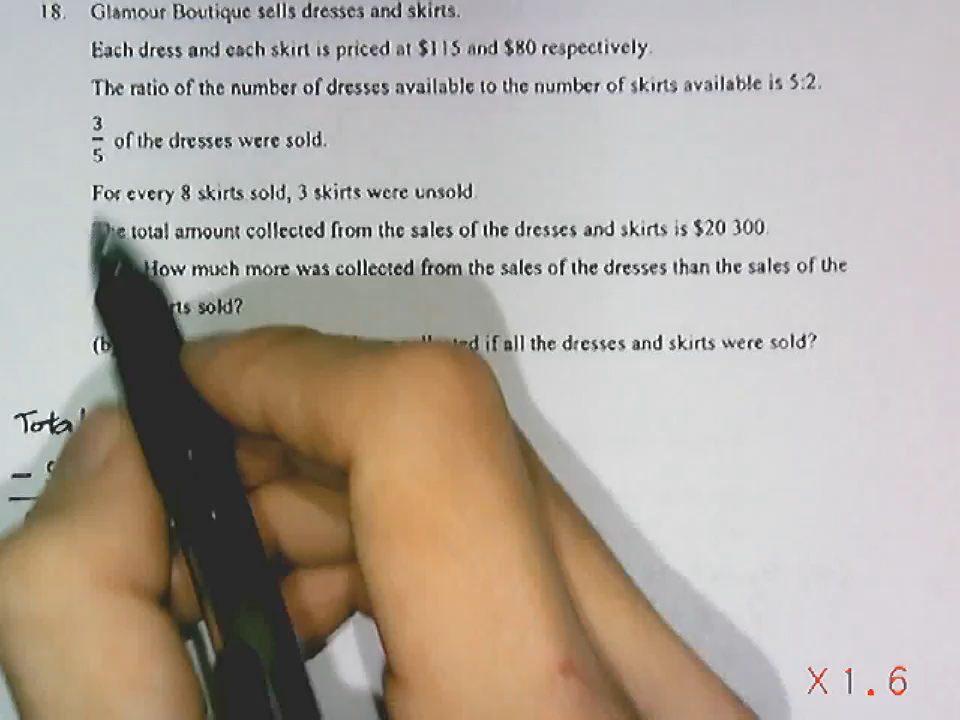 18. Glamour Boutique sells dresses and skirts.
Each dress and each skirt is priced at $115 and $80 respectively.
The ratio of the number of dresses available to the number of skirts available is 5:2.
3/5 of the dresses were sold.
For every 8 skirts sold, 3 skirts were unsold.
total amount collected from the sales of the dresses and skirts is $20 300.
How much more was collected from the sales of the dresses than the sales of the
sold?
(b if all the dresses and skirts were sold?
Total
X1.6